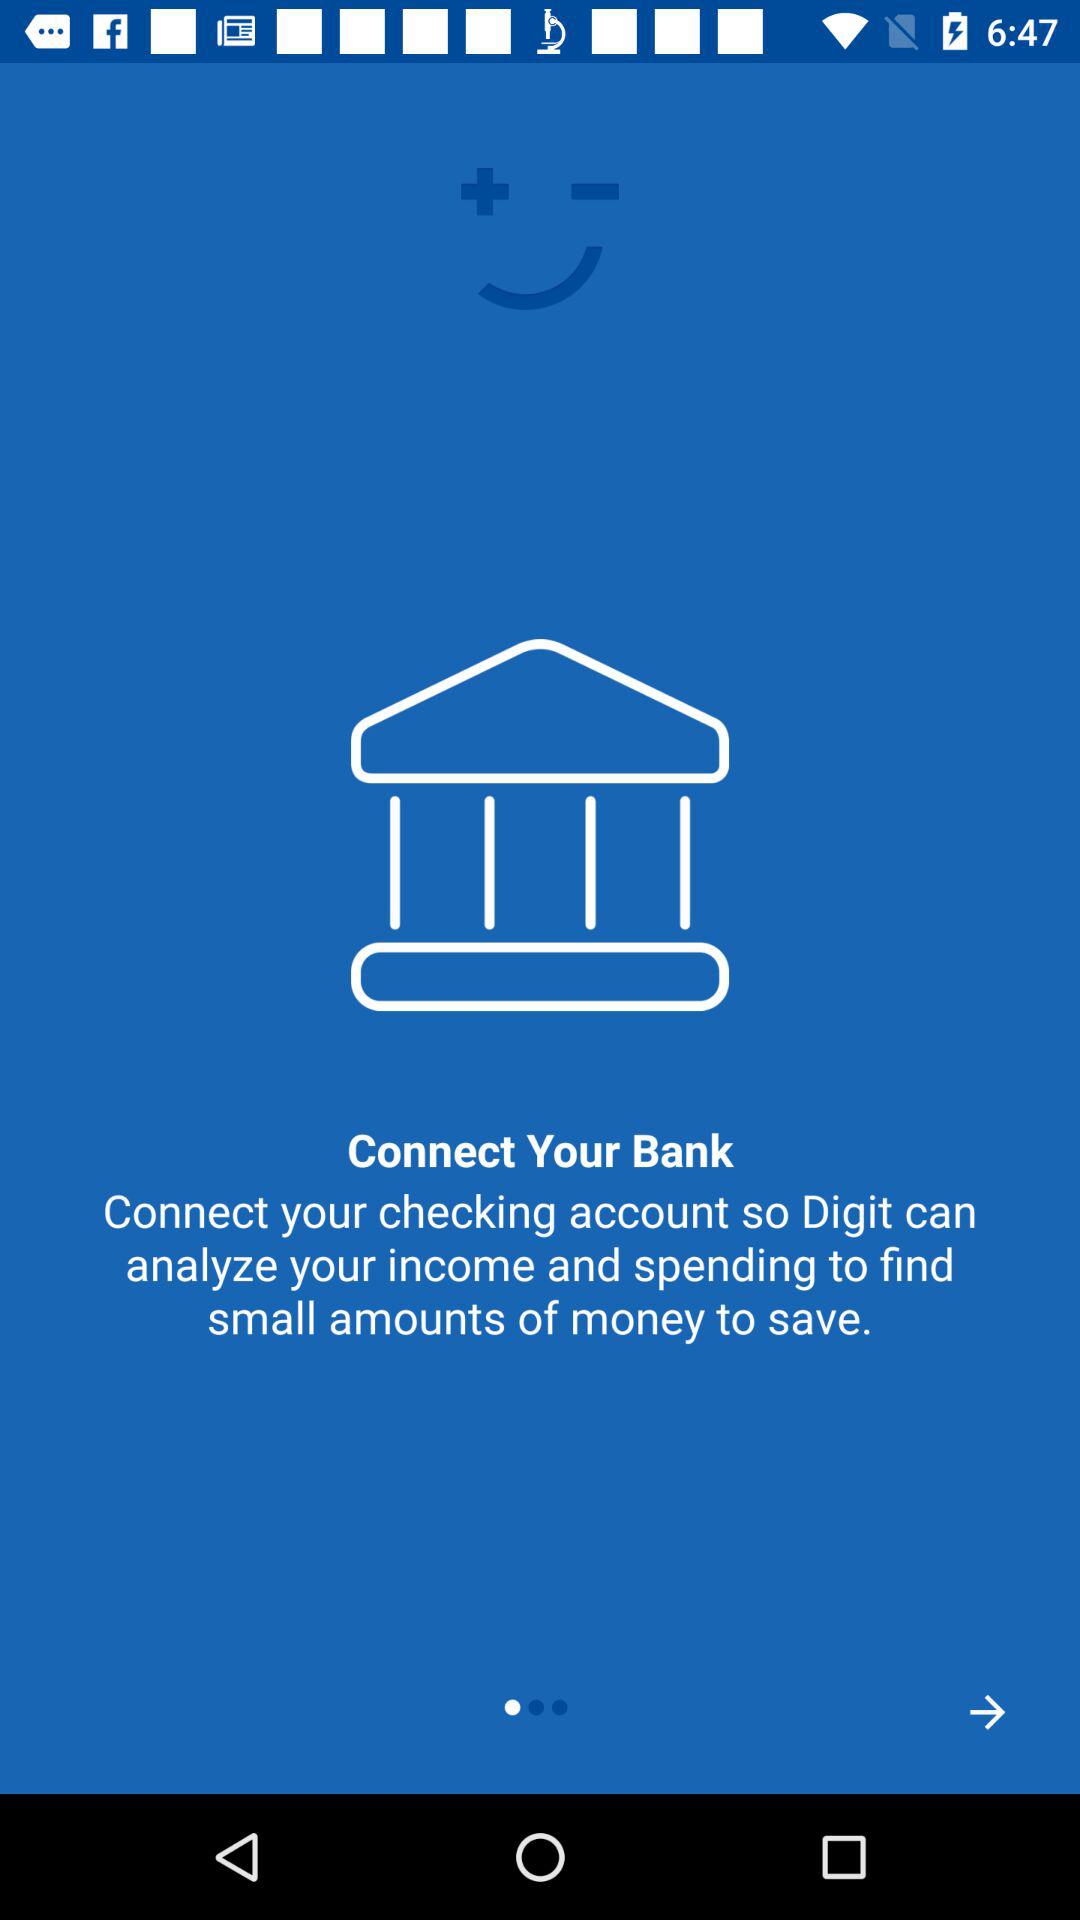 6:47
Connect Your Bank
Connect your checking account so Digit can
analyze your income and spending to find
small amounts of money to save.